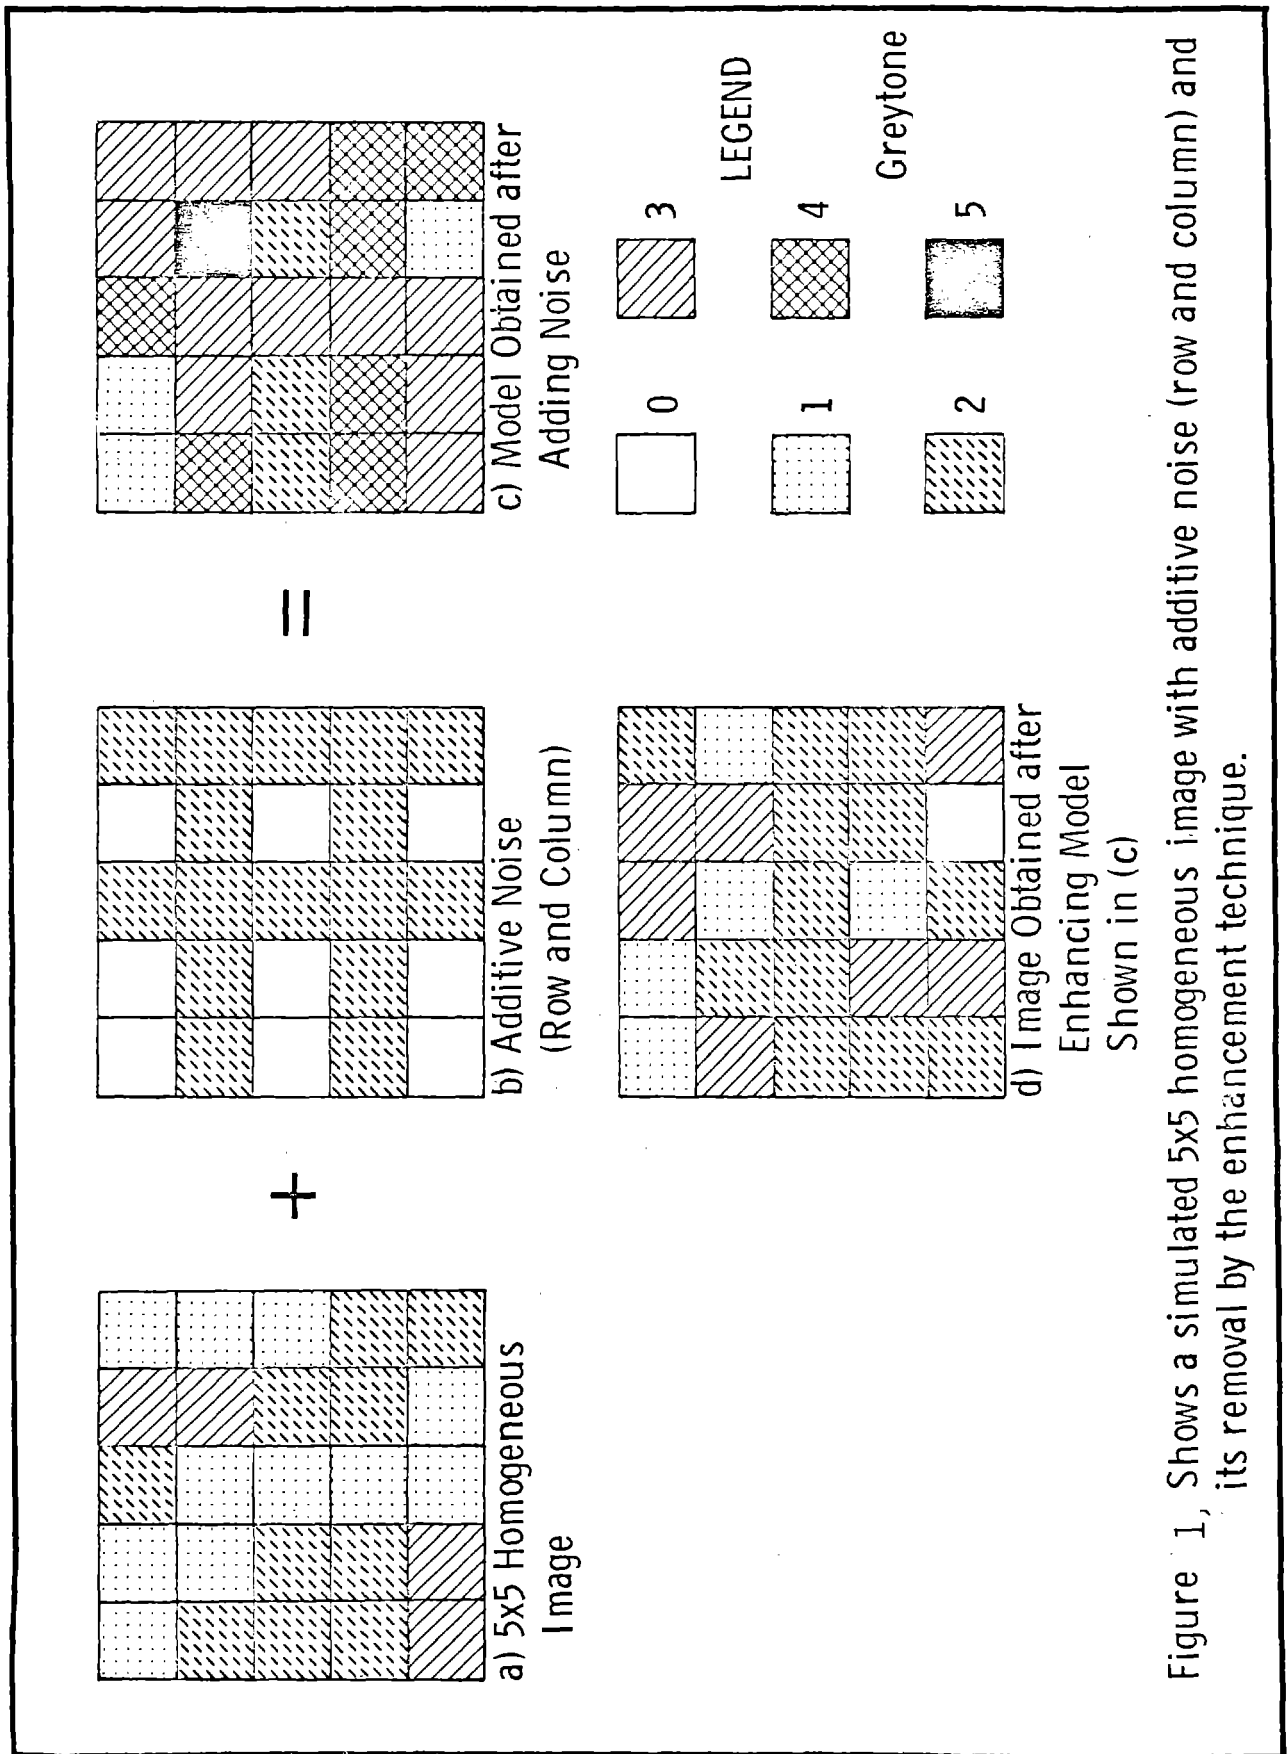 a) 5x5 Homogeneous
Image
+
b) Additive Noise
(Row and Column)
=
c) Model Obtained after
Adding Noise
d) Image Obtained after
Enhancing Model
Shown in (c)
0 3
1 4
2 5
LEGEND
Greytone
Figure 1, Shows a simulated 5x5 homogeneous image with additive noise (row and column) and
its removal by the enhancement technique.